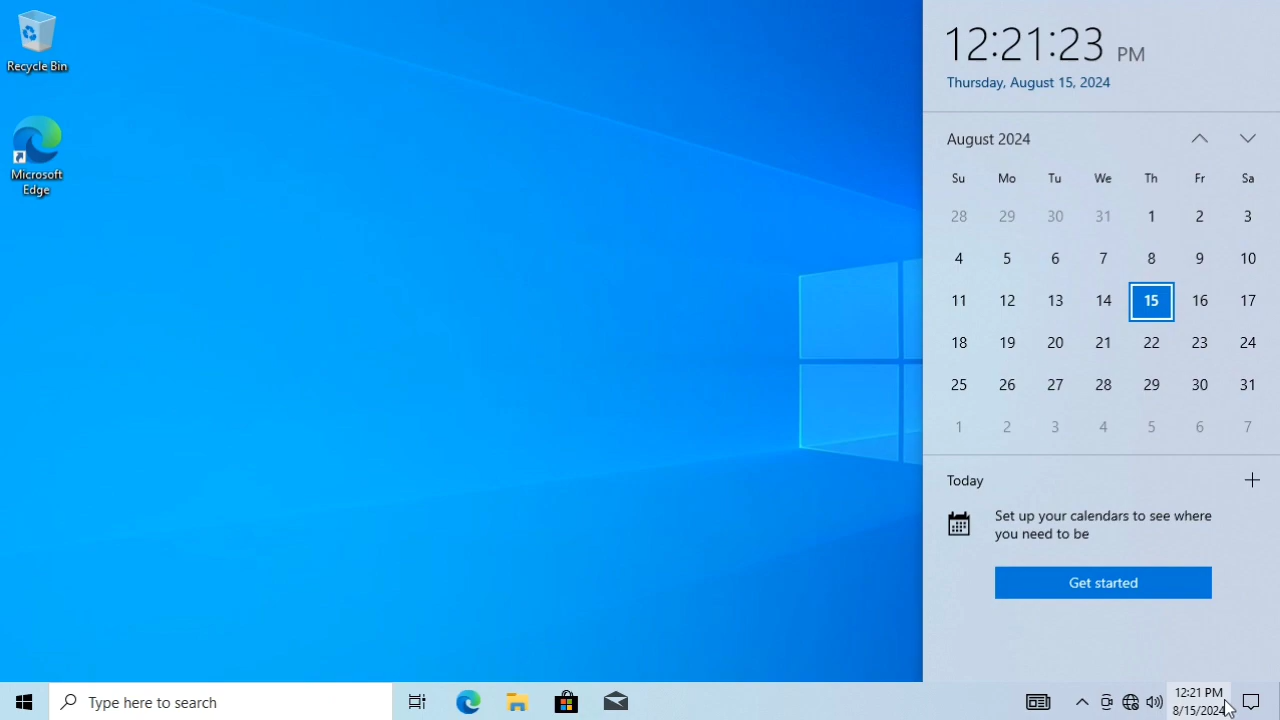 Recycle Bin
Microsoft
Edge
12:21:23 PM
Thursday, August 15, 2024
August 2024
Su Mo Tu We Th Fr Sa
28 29 30 31 1 2 3
4 5 6 7 8 9 10
11 12 13 14 15 16 17
18 19 20 21 22 23 24
25 26 27 28 29 30 31
1 2 3 4 5 6 7
Today
Set up your calendars to see where
you need to be
Get started
Type here to search
12:21 PM
8/15/2024